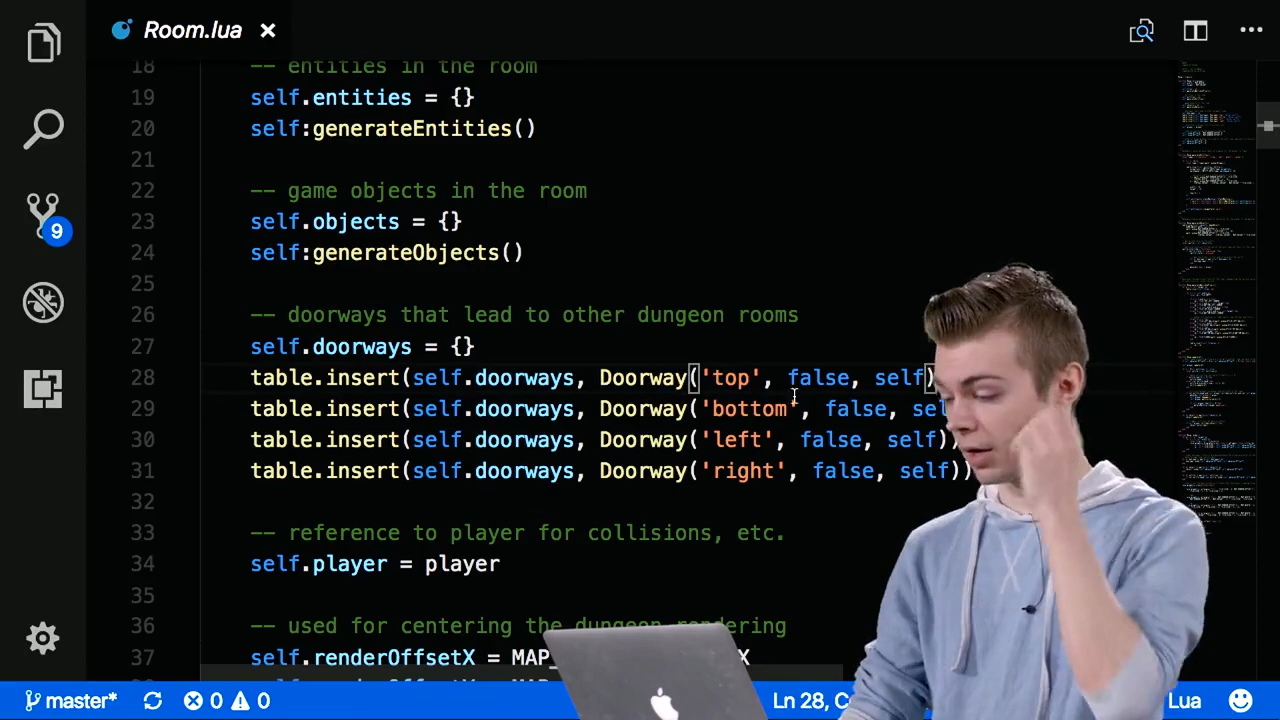 Room.lua
18 -- entities in the room
19 self.entities = {}
20 self:generateEntities()
21
22 -- game objects in the room
23 self.objects = {}
24 self:generateObjects()
25
26 -- doorways that lead to other dungeon rooms
27 self.doorways = {}
28 table.insert(self.doorways, Doorway('top', false, self)
29 table.insert(self.doorways, Doorway('bottom', false,
30 table.insert(self.doorways, Doorway('left', false, self))
31 table.insert(self.doorways, Doorway('right', false, self))
32
33 -- reference to player for collisions, etc.
34 self.player = player
35
36 -- used for centering the dungeon rendering
37 self.renderOffsetX =
9
master* 0 0 Ln 28, Lua